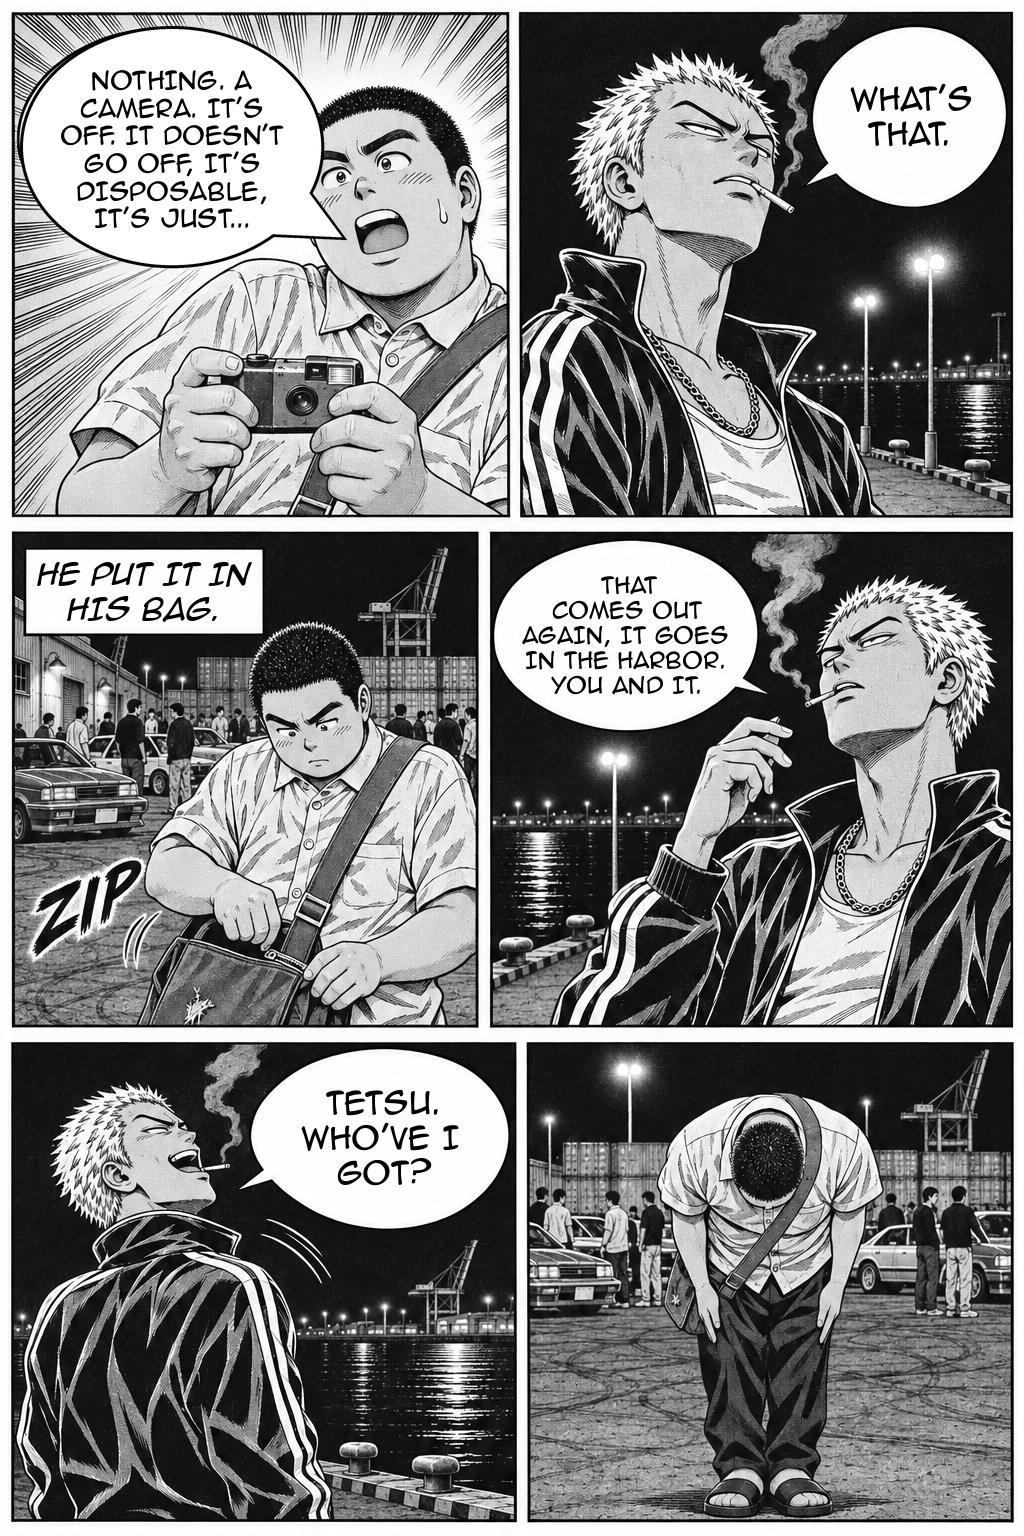 NOTHING. A
CAMERA. IT'S
OFF. IT DOESN'T
GO OFF, IT'S
DISPOSABLE,
IT'S JUST...
WHAT'S
THAT.
HE PUT IT IN
HIS BAG.
ZIP
THAT
COMES OUT
AGAIN, IT GOES
IN THE HARBOR.
YOU AND IT.
TETSU.
WHO'VE I
GOT?